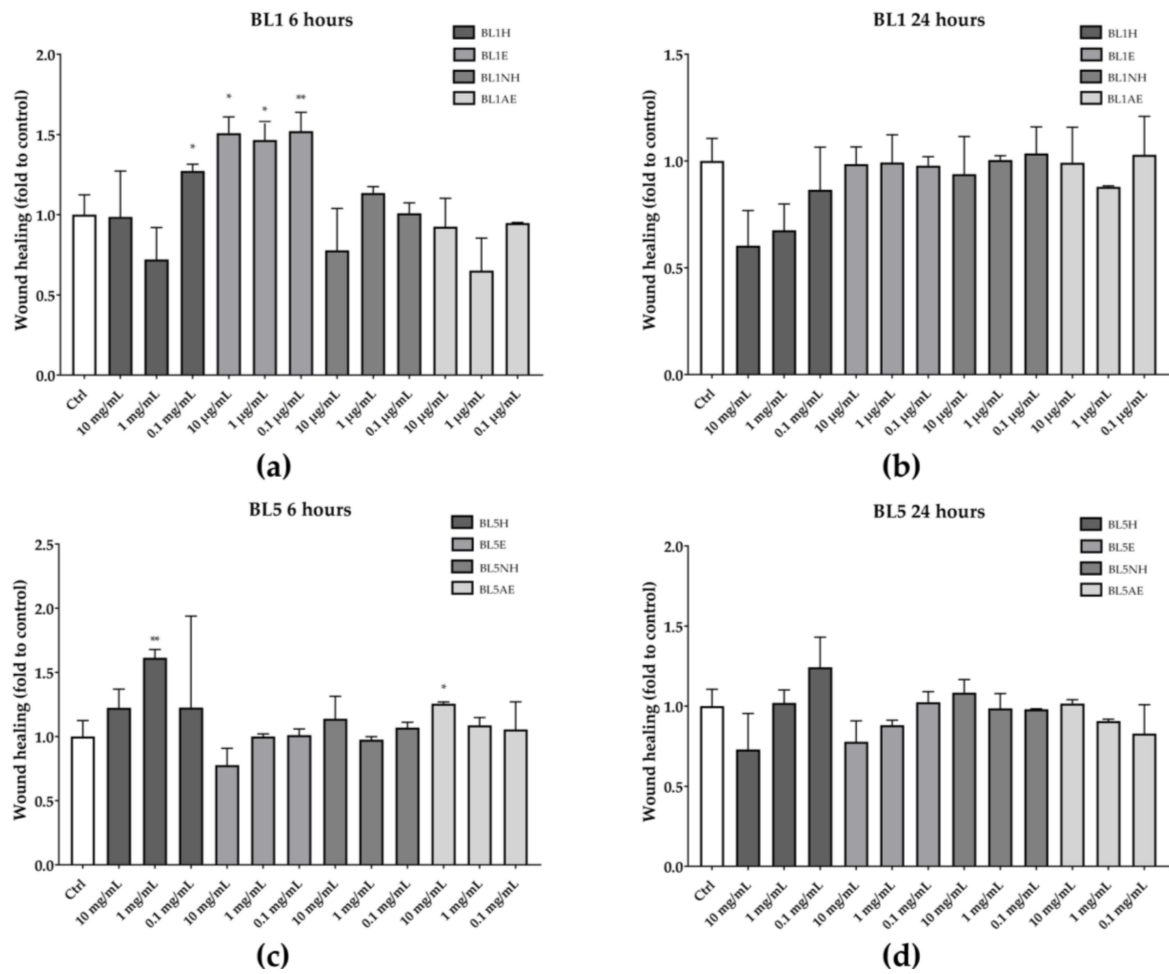 BL1 6 hours
BL1H
BL1E
BL1NH
BL1AE
Wound healing (fold to control)
2.0
1.5
1.0
0.5
0.0
*
*
*
**
Ctrl
10 mg/mL
1 mg/mL
0.1 mg/mL
10 µg/mL
1 µg/mL
0.1 µg/mL
10 µg/mL
1 µg/mL
0.1 µg/mL
10 µg/mL
1 µg/mL
0.1 µg/mL
(a)
BL1 24 hours
BL1H
BL1E
BL1NH
BL1AE
Wound healing (fold to control)
1.5
1.0
0.5
0.0
Ctrl
10 mg/mL
1 mg/mL
0.1 mg/mL
10 µg/mL
1 µg/mL
0.1 µg/mL
10 µg/mL
1 µg/mL
0.1 µg/mL
10 µg/mL
1 µg/mL
0.1 µg/mL
(b)
BL5 6 hours
BL5H
BL5E
BL5NH
BL5AE
Wound healing (fold to control)
2.5
2.0
1.5
1.0
0.5
0.0
**
*
Ctrl
10 mg/mL
1 mg/mL
0.1 mg/mL
10 mg/mL
1 mg/mL
0.1 mg/mL
10 mg/mL
1 mg/mL
0.1 mg/mL
10 mg/mL
1 mg/mL
0.1 mg/mL
(c)
BL5 24 hours
BL5H
BL5E
BL5NH
BL5AE
Wound healing (fold to control)
2.0
1.5
1.0
0.5
0.0
Ctrl
10 mg/mL
1 mg/mL
0.1 mg/mL
10 mg/mL
1 mg/mL
0.1 mg/mL
10 mg/mL
1 mg/mL
0.1 mg/mL
10 mg/mL
1 mg/mL
0.1 mg/mL
(d)